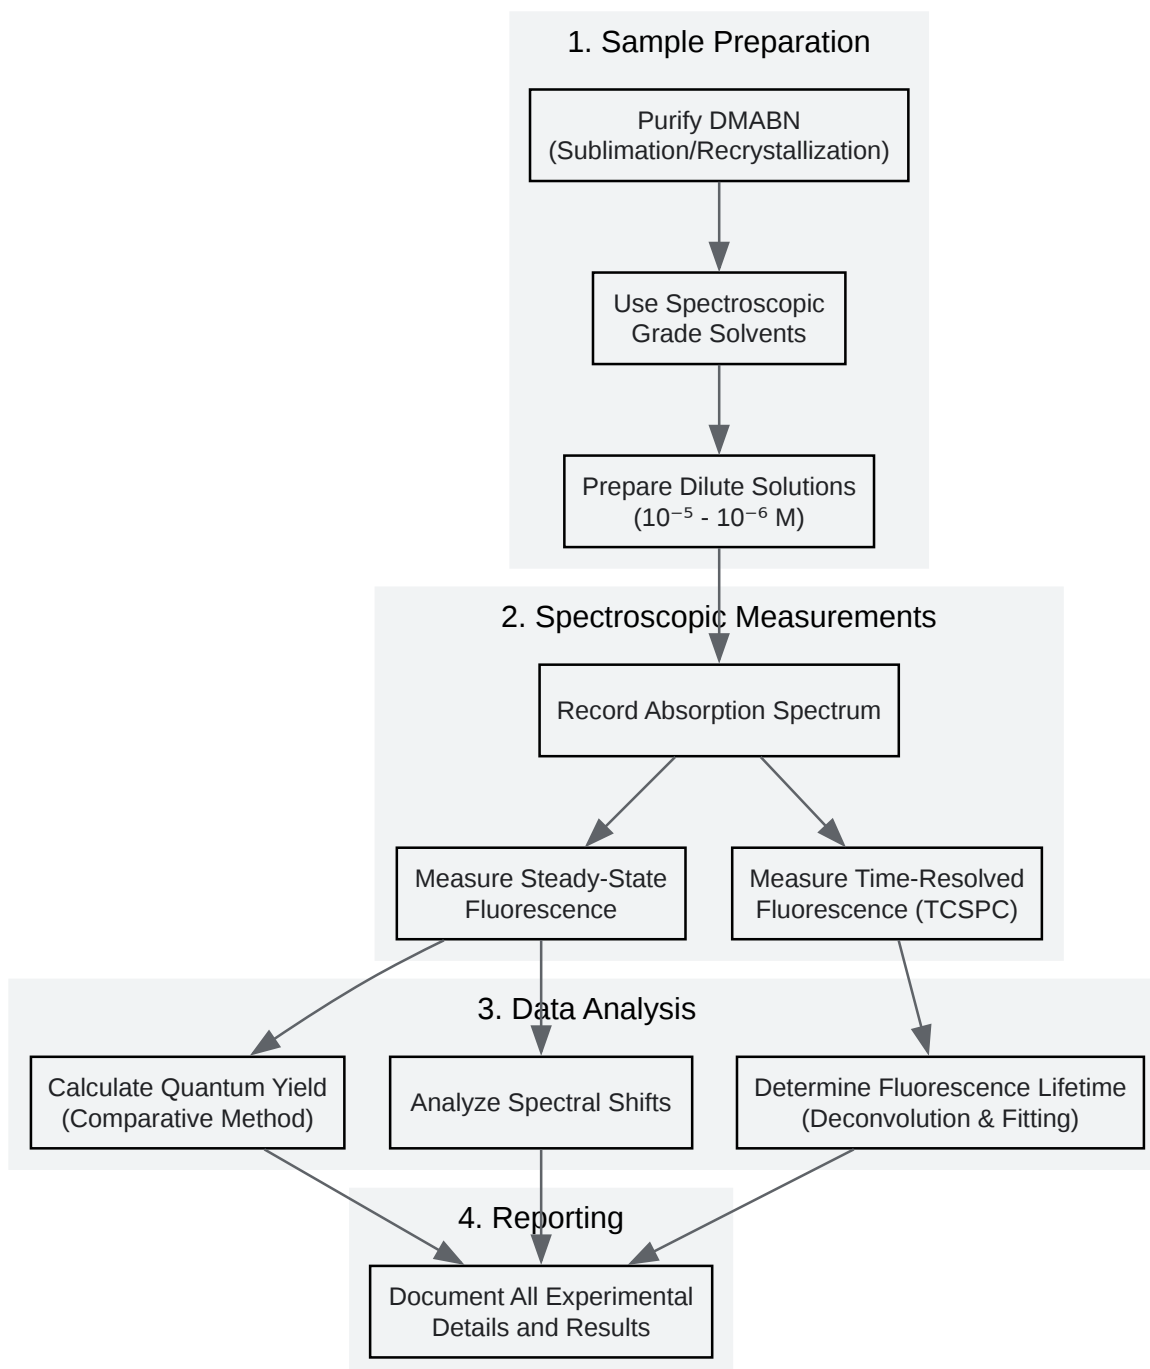 1. Sample Preparation
Purify DMABN
(Sublimation/Recrystallization)
Use Spectroscopic
Grade Solvents
Prepare Dilute Solutions
(10⁻⁵ - 10⁻⁶ M)
2. Spectroscopic Measurements
Record Absorption Spectrum
Measure Steady-State
Fluorescence
Measure Time-Resolved
Fluorescence (TCSPC)
3. Data Analysis
Calculate Quantum Yield
(Comparative Method)
Analyze Spectral Shifts
Determine Fluorescence Lifetime
(Deconvolution & Fitting)
4. Reporting
Document All Experimental
Details and Results